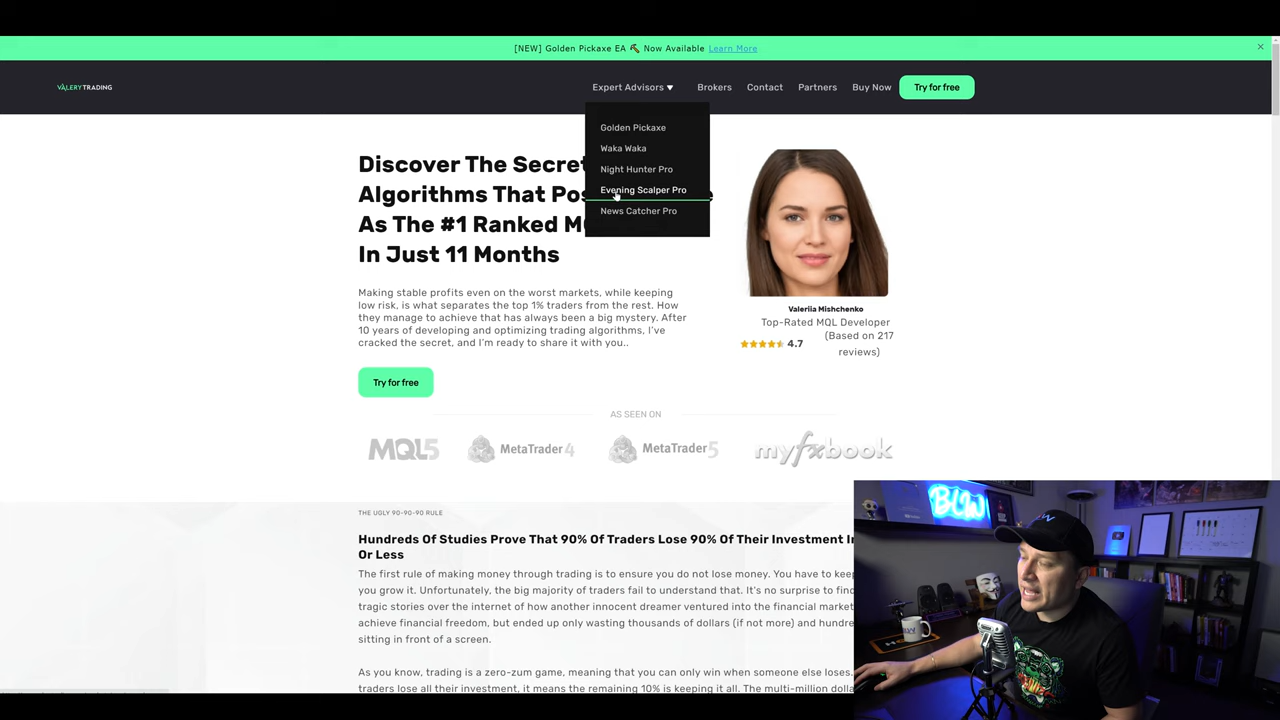 [NEW] Golden Pickaxe EA ⛏ Now Available Learn More
VALERYTRADING
Expert Advisors ▼ Brokers Contact Partners Buy Now Try for free
Golden Pickaxe
Waka Waka
Night Hunter Pro
Evening Scalper Pro
News Catcher Pro
Discover The Secret
Algorithms That Pos
As The #1 Ranked M
In Just 11 Months
Making stable profits even on the worst markets, while keeping
low risk, is what separates the top 1% traders from the rest. How
they manage to achieve that has always been a big mystery. After
10 years of developing and optimizing trading algorithms, I've
cracked the secret, and I'm ready to share it with you..
Try for free
Valeriia Mishchenko
Top-Rated MQL Developer
4.7
(Based on 217
reviews)
AS SEEN ON
MQL5 MetaTrader 4 MetaTrader 5 myfxbook
THE UGLY 90-90-90 RULE
Hundreds Of Studies Prove That 90% Of Traders Lose 90% Of Their Investment In
Or Less
The first rule of making money through trading is to ensure you do not lose money. You have to keep
you grow it. Unfortunately, the big majority of traders fail to understand that. It's no surprise to find
tragic stories over the internet of how another innocent dreamer ventured into the financial market
achieve financial freedom, but ended up only wasting thousands of dollars (if not more) and hundre
sitting in front of a screen.
As you know, trading is a zero-zum game, meaning that you can only win when someone else loses.
traders lose all their investment, it means the remaining 10% is keeping it all. The multi-million dolla
BLW